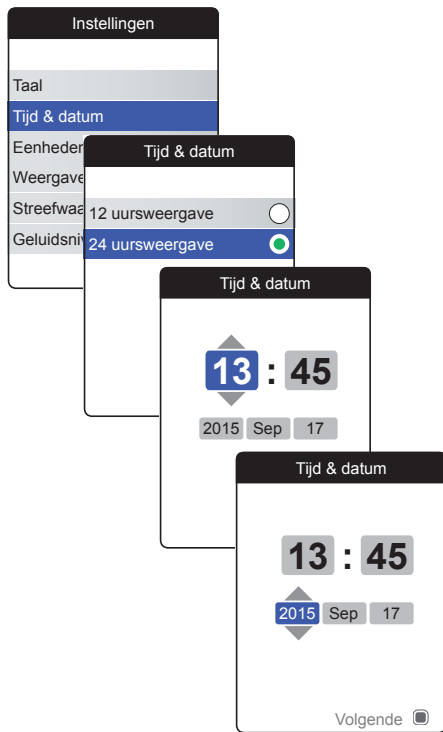 Instellingen
Taal
Tijd & datum
Eenheden
Weergave
Streefwaa
Geluidsni
Tijd & datum
12 uursweergave
24 uursweergave
Tijd & datum
13 : 45
2015 Sep 17
Tijd & datum
13 : 45
2015 Sep 17
Volgende